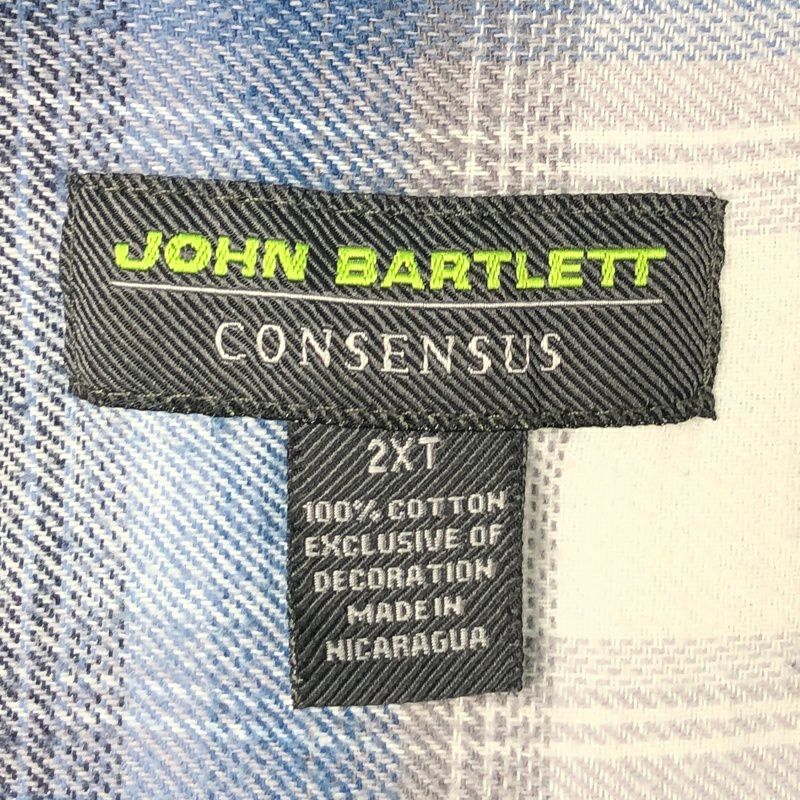 JOHN BARTLETT
CONSENSUS
2XT
100% COTTON
EXCLUSIVE OF
DECORATION
MADE IN
NICARAGUA